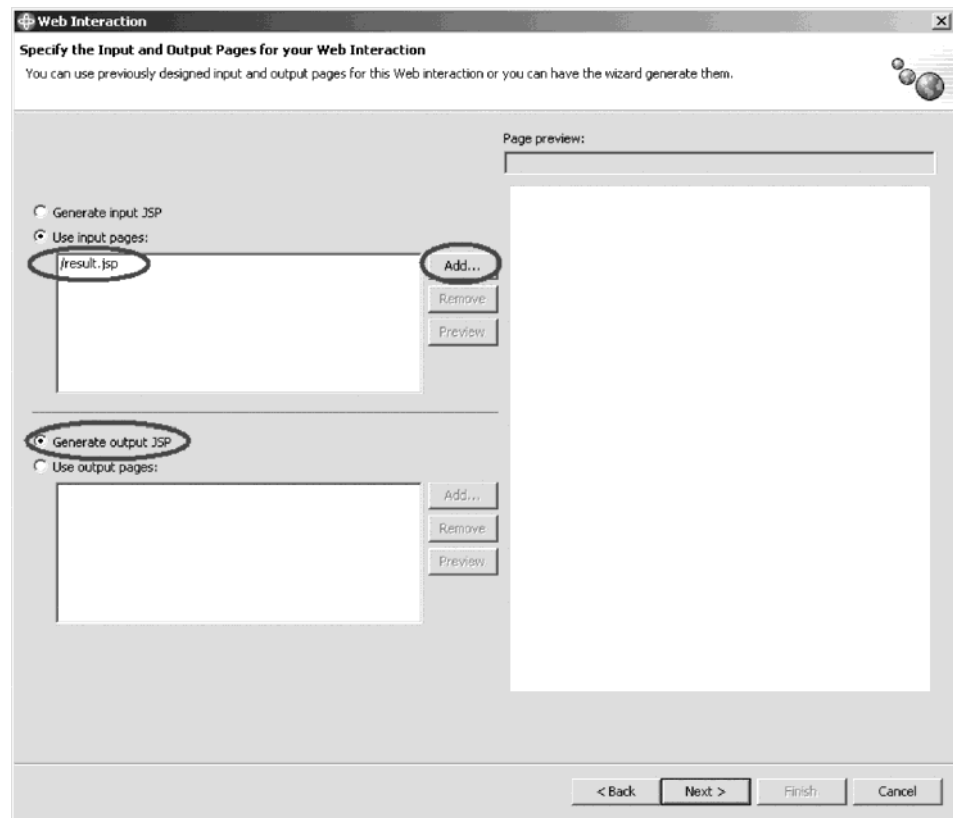 Web Interaction
Specify the Input and Output Pages for your Web Interaction
You can use previously designed input and output pages for this Web interaction or you can have the wizard generate them.
Page preview:
Generate input JSP
Use input pages:
/result.jsp
Add...
Remove
Preview
Generate output JSP
Use output pages:
Add...
Remove
Preview
< Back
Next >
Finish
Cancel